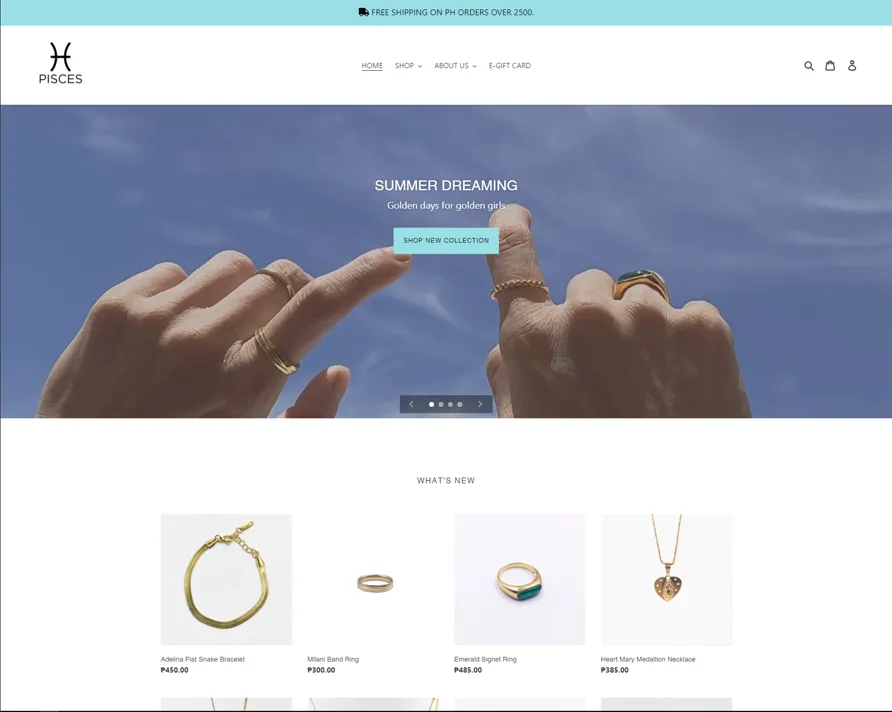 FREE SHIPPING ON PH ORDERS OVER 2500.
PISCES
HOME SHOP ABOUT US E-GIFT CARD
SUMMER DREAMING
Golden days for golden girls
SHOP NEW COLLECTION
WHAT'S NEW
Adelina Flat Snake Bracelet
₱450.00
Milani Band Ring
₱300.00
Emerald Signet Ring
₱485.00
Heart Mary Medallion Necklace
₱385.00